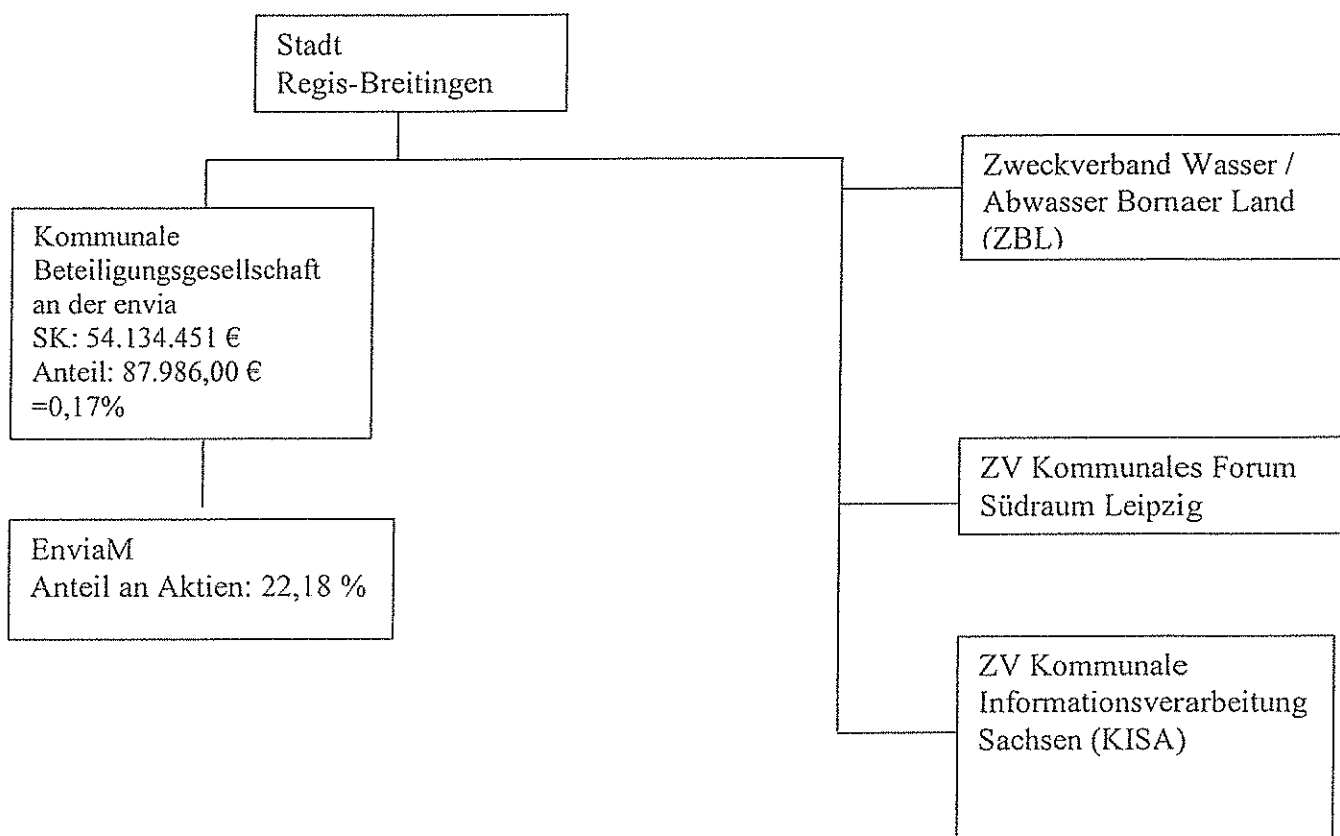 Stadt
Regis-Breitingen
Zweckverband Wasser /
Abwasser Bornaer Land
(ZBL)
Kommunale
Beteiligungsgesellschaft
an der envia
SK: 54.134.451 €
Anteil: 87.986,00 €
=0,17%
ZV Kommunales Forum
Südraum Leipzig
EnviaM
Anteil an Aktien: 22,18 %
ZV Kommunale
Informationsverarbeitung
Sachsen (KISA)